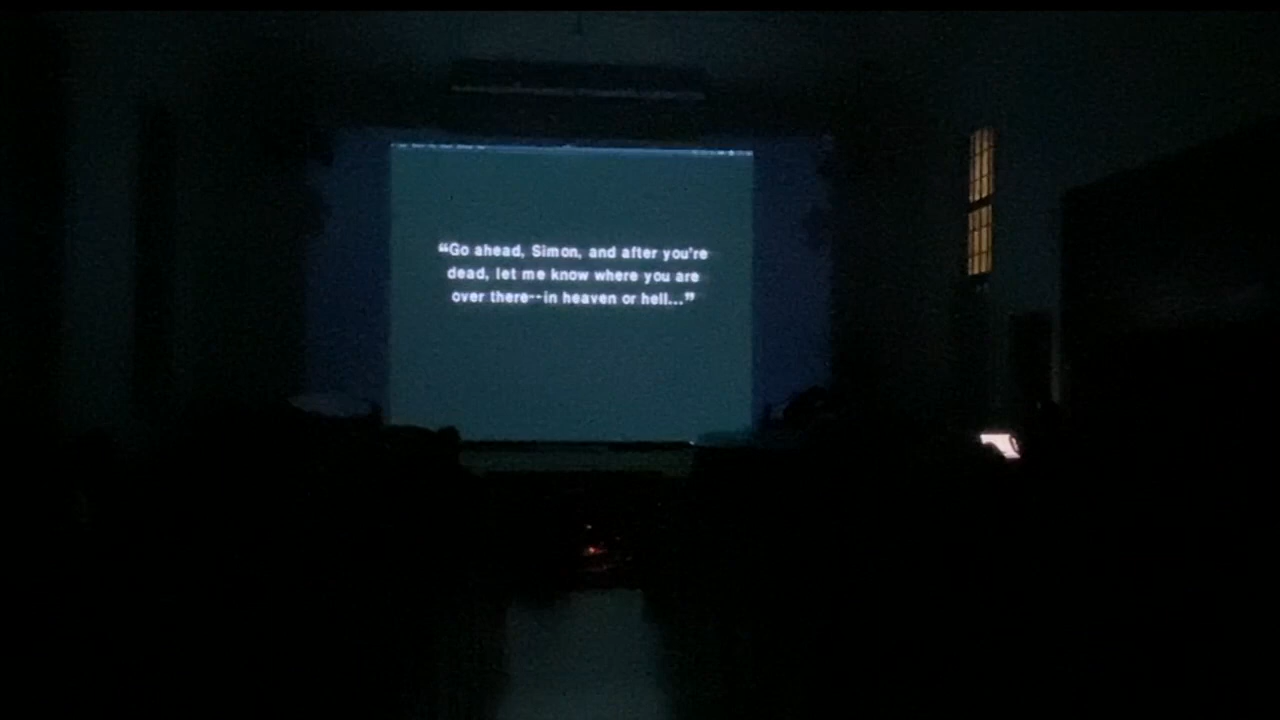 “Go ahead, Simon, and after you're
dead, let me know where you are
over there--in heaven or hell...”